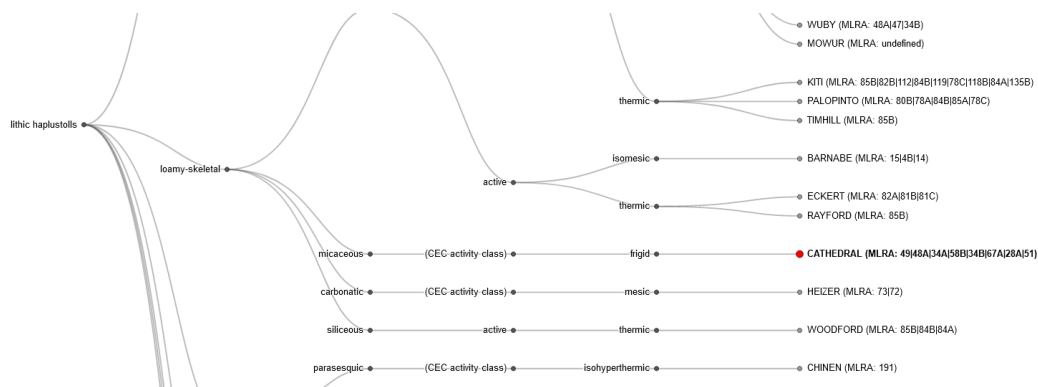 WUBY (MLRA: 48A|47|34B)
MOWUR (MLRA: undefined)
KITI (MLRA: 85B|82B|112|84B|119|78C|118B|84A|135B)
thermic
PALOPINTO (MLRA: 80B|78A|84B|85A|78C)
TIMHILL (MLRA: 85B)
lithic haplustolls
isomesic
BARNABE (MLRA: 15|4B|14)
loamy-skeletal
active
ECKERT (MLRA: 82A|81B|81C)
thermic
RAYFORD (MLRA: 85B)
micaceous
(CEC activity class)
frigid
CATHEDRAL (MLRA: 49|48A|34A|58B|34B|67A|28A|51)
carbonatic
(CEC activity class)
mesic
HEIZER (MLRA: 73|72)
siliceous
active
thermic
WOODFORD (MLRA: 85B|84B|84A)
parasesquic
(CEC activity class)
isohyperthermic
CHINEN (MLRA: 191)